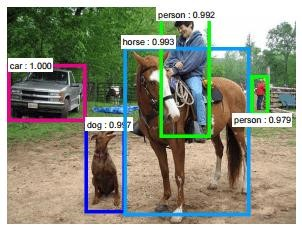 person : 0.992
horse : 0.993
car : 1.000
dog : 0.997
person : 0.979